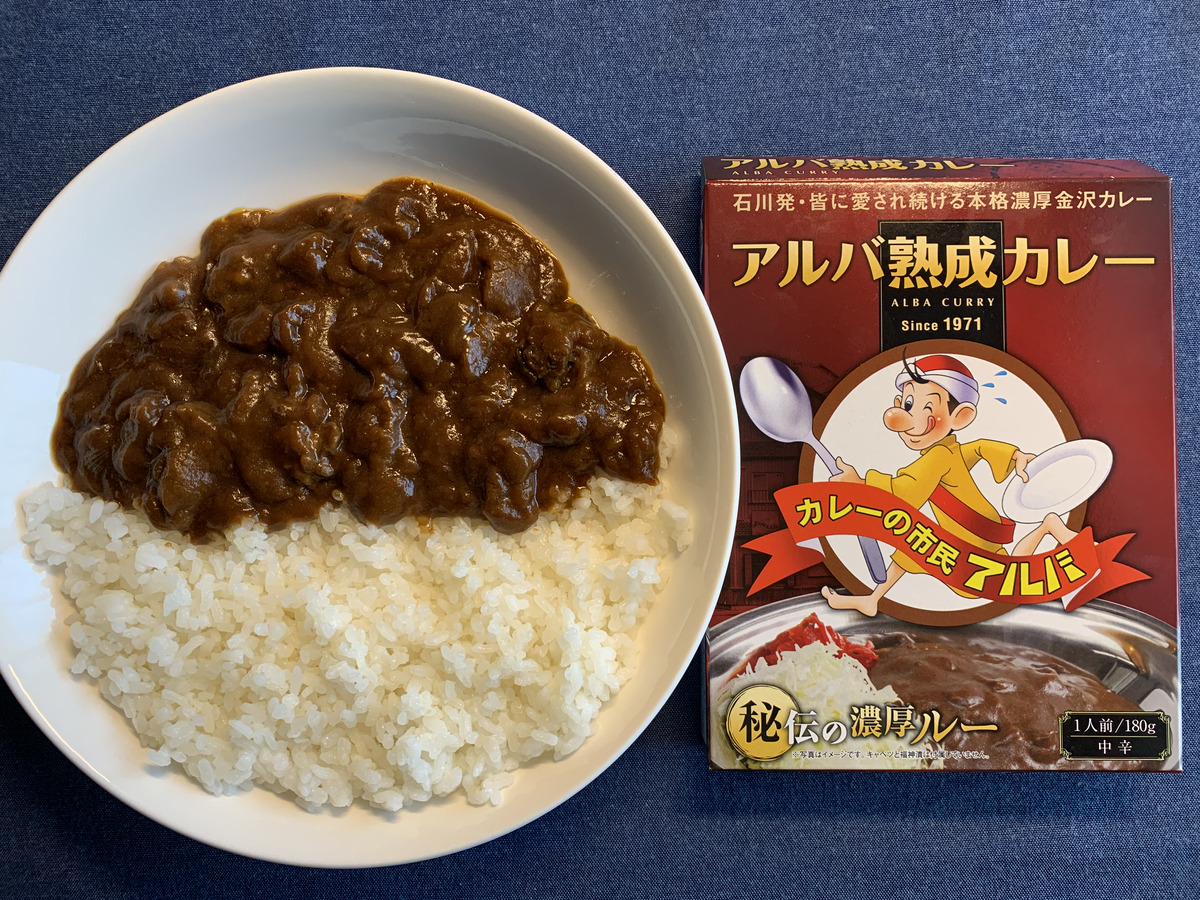 アルバ熟成カレー
ALBA CURRY
石川発・皆に愛され続ける本格濃厚金沢カレー
アルバ熟成カレー
ALBA CURRY
Since 1971
カレーの市民 アルバ
秘伝の濃厚ルー
※写真はイメージです。キャベツと福神漬は付属していません。
1人前/180g
中辛